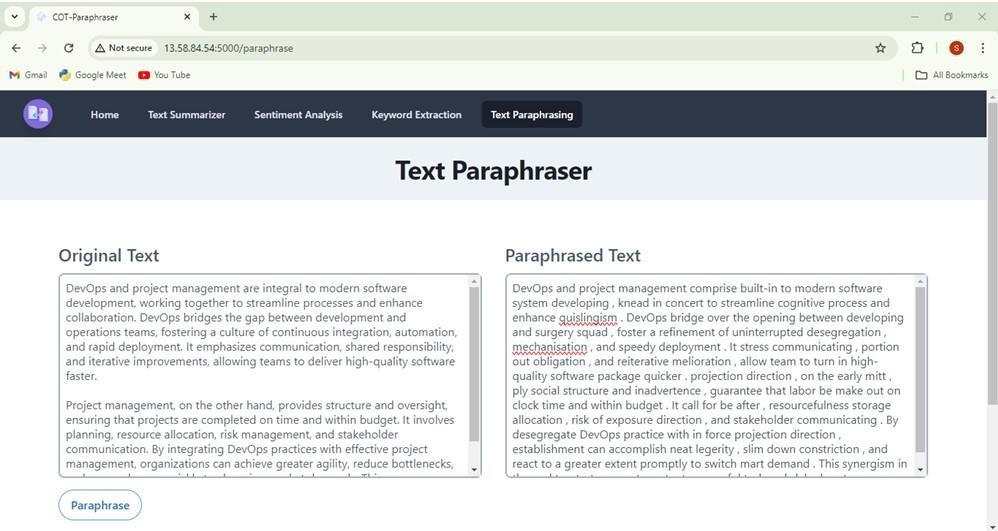 COT-Paraphraser
Not secure
13.58.84.54:5000/paraphrase
S
Gmail
Google Meet
You Tube
All Bookmarks
Home
Text Summarizer
Sentiment Analysis
Keyword Extraction
Text Paraphrasing
Text Paraphraser
Original Text
DevOps and project management are integral to modern software
development, working together to streamline processes and enhance
collaboration. DevOps bridges the gap between development and
operations teams, fostering a culture of continuous integration, automation,
and rapid deployment. It emphasizes communication, shared responsibility,
and iterative improvements, allowing teams to deliver high-quality software
faster.
Project management, on the other hand, provides structure and oversight,
ensuring that projects are completed on time and within budget. It involves
planning, resource allocation, risk management, and stakeholder
communication. By integrating DevOps practices with effective project
management, organizations can achieve greater agility, reduce bottlenecks,
Paraphrased Text
DevOps and project management comprise built-in to modern software
system developing , knead in concert to streamline cognitive process and
enhance quislingism . DevOps bridge over the opening between developing
and surgery squad , foster a refinement of uninterrupted desegregation ,
mechanisation , and speedy deployment . It stress communicating , portion
out obligation , and reiterative melioration , allow team to turn in high-
quality software package quicker . projection direction , on the early mitt ,
ply social structure and inadvertence , guarantee that labor be make out on
clock time and within budget . It call for be after , resourcefulness storage
allocation , risk of exposure direction , and stakeholder communicating . By
desegregate DevOps practice with in force projection direction ,
establishment can accomplish neat legerity , slim down constriction , and
react to a greater extent promptly to switch mart demand . This synergism in
Paraphrase